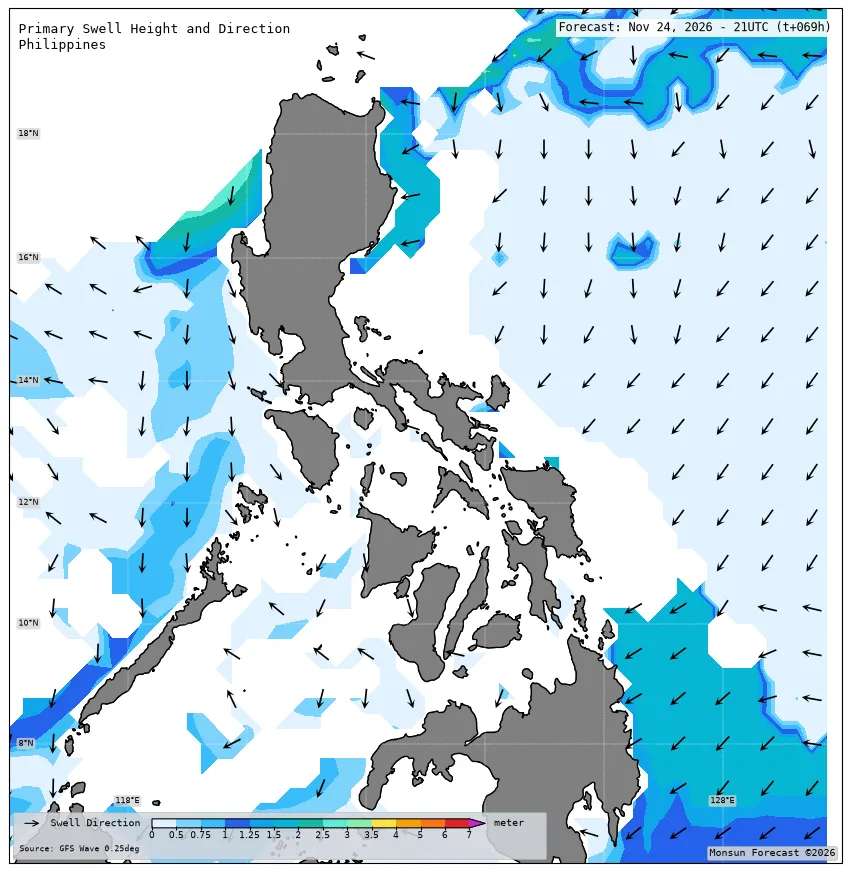 Primary Swell Height and Direction
Philippines
Forecast: Nov 24, 2026 - 21UTC (t+069h)
18°N
16°N
14°N
12°N
10°N
8°N
118°E
128°E
Swell Direction
meter
0 0.5 0.75 1 1.25 1.5 2 2.5 3 3.5 4 5 6 7
Source: GFS Wave 0.25deg
Monsun Forecast ©2026